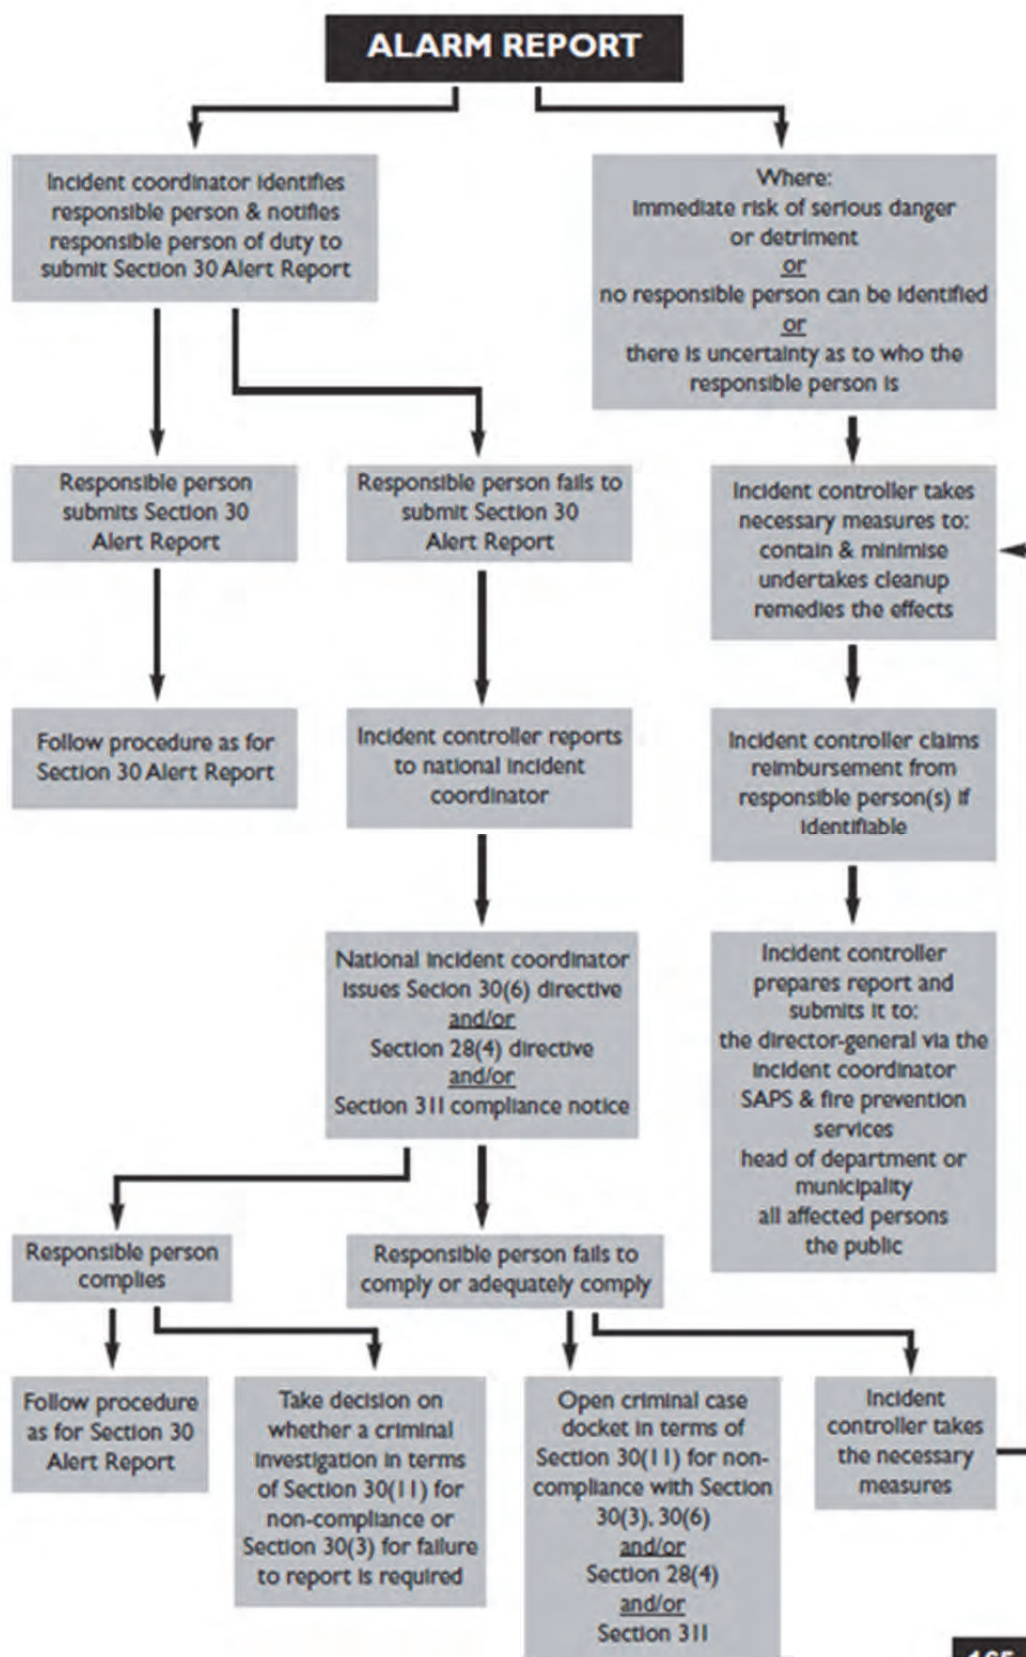 ALARM REPORT
Incident coordinator identifies
responsible person & notifies
responsible person of duty to
submit Section 30 Alert Report
Where:
immediate risk of serious danger
or detriment
or
no responsible person can be identified
or
there is uncertainty as to who the
responsible person is
Responsible person
submits Section 30
Alert Report
Responsible person fails to
submit Section 30
Alert Report
Incident controller takes
necessary measures to:
contain & minimise
undertakes cleanup
remedies the effects
Follow procedure as for
Section 30 Alert Report
Incident controller reports
to national incident
coordinator
Incident controller claims
reimbursement from
responsible person(s) if
identifiable
National incident coordinator
issues Secion 30(6) directive
and/or
Section 28(4) directive
and/or
Section 311 compliance notice
Incident controller
prepares report and
submits it to:
the director-general via the
incident coordinator
SAPS & fire prevention
services
head of department or
municipality
all affected persons
the public
Responsible person
complies
Responsible person fails to
comply or adequately comply
Follow procedure
as for Section 30
Alert Report
Take decision on
whether a criminal
investigation in terms
of Section 30(11) for
non-compliance or
Section 30(3) for failure
to report is required
Open criminal case
docket in terms of
Section 30(11) for non-
compliance with Section
30(3), 30(6)
and/or
Section 28(4)
and/or
Section 311
Incident
controller takes
the necessary
measures